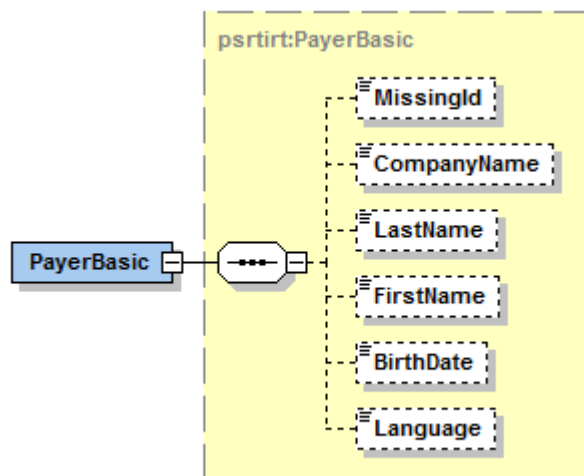 psrtirt:PayerBasic
MissingId
CompanyName
LastName
PayerBasic
FirstName
BirthDate
Language